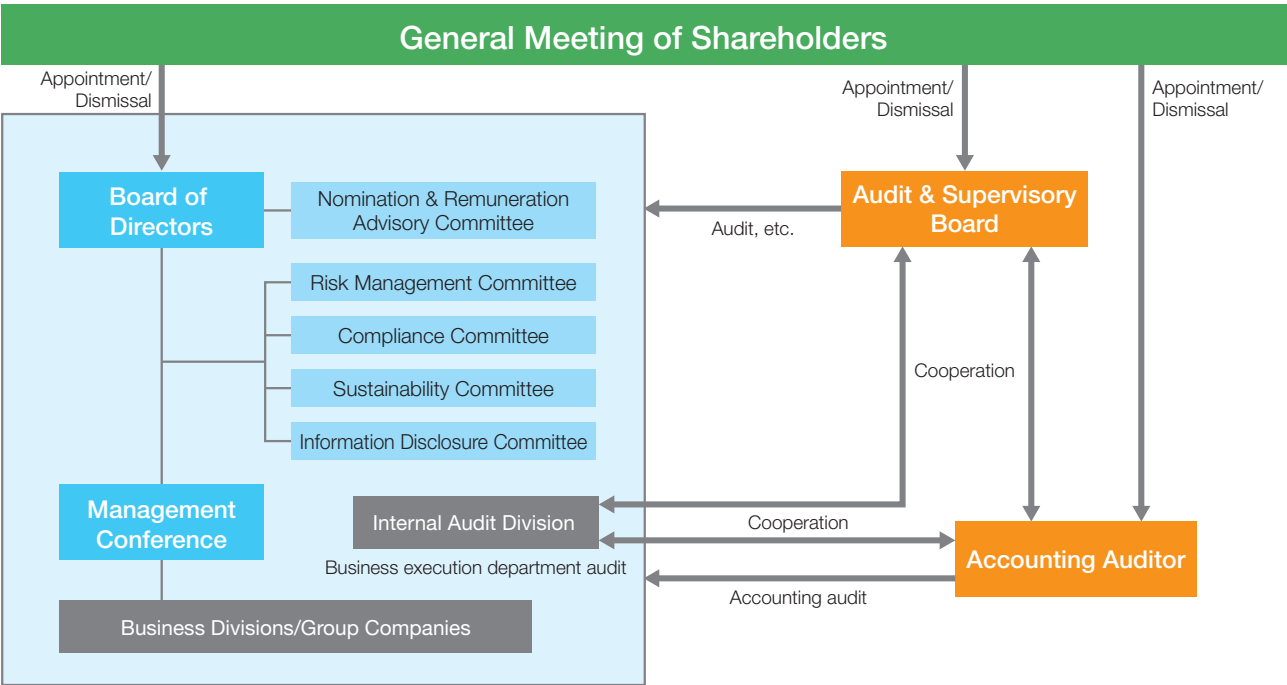 General Meeting of Shareholders
Appointment/
Dismissal
Appointment/
Dismissal
Appointment/
Dismissal
Board of
Directors
Nomination & Remuneration
Advisory Committee
Audit, etc.
Audit & Supervisory
Board
Risk Management Committee
Compliance Committee
Sustainability Committee
Information Disclosure Committee
Cooperation
Management
Conference
Internal Audit Division
Business execution department audit
Cooperation
Accounting audit
Accounting Auditor
Business Divisions/Group Companies